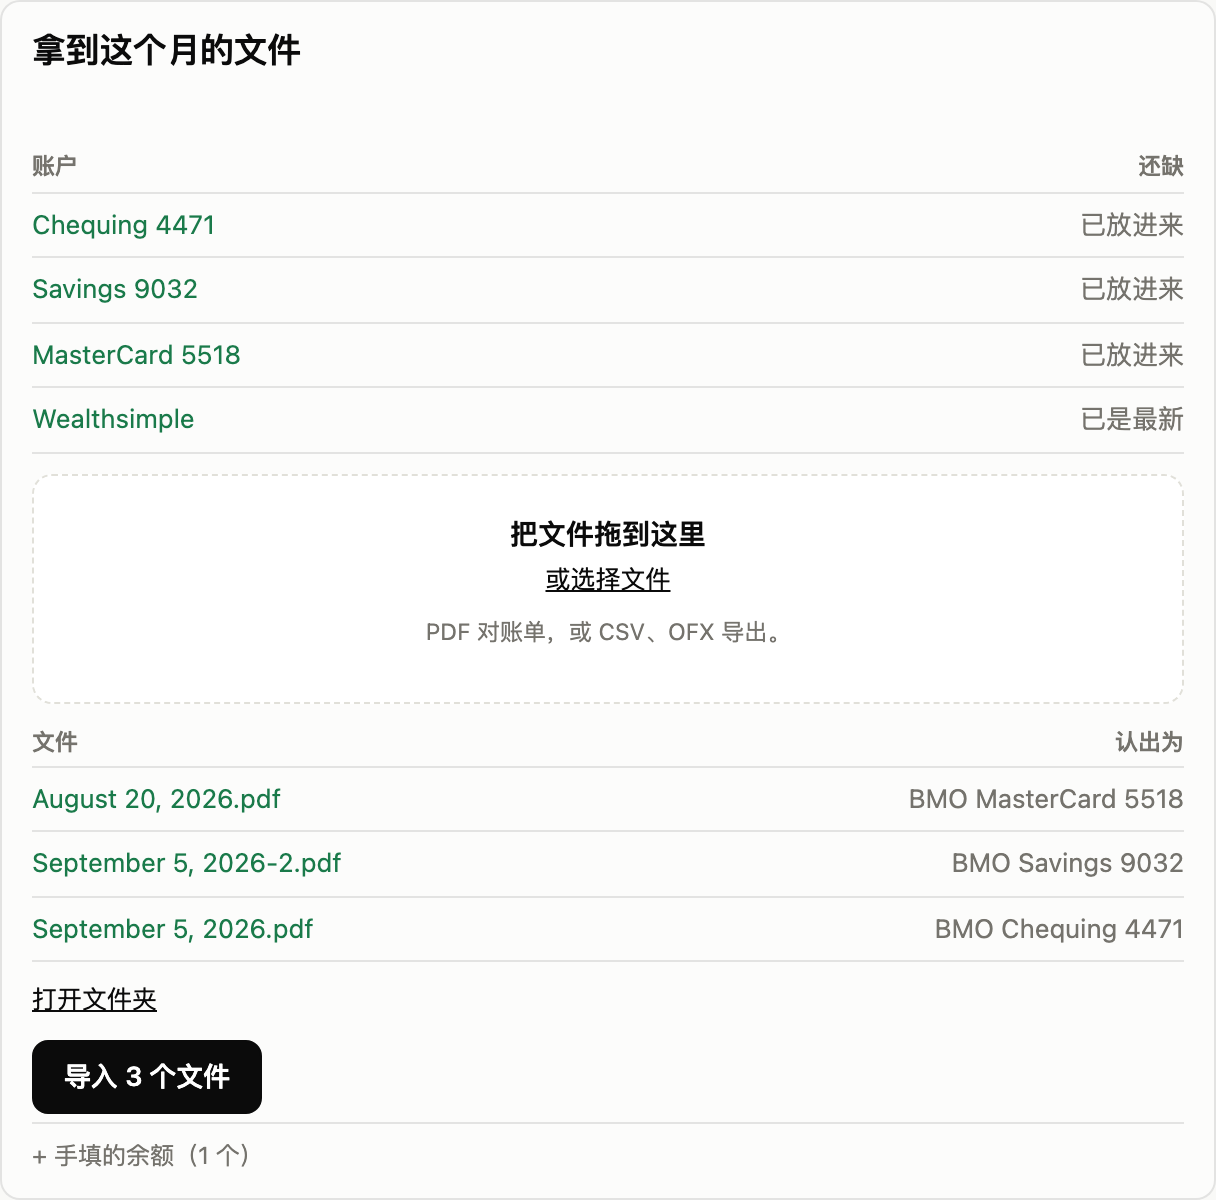 拿到这个月的文件
账户 还缺
Chequing 4471 已放进来
Savings 9032 已放进来
MasterCard 5518 已放进来
Wealthsimple 已是最新
把文件拖到这里
或选择文件
PDF 对账单，或 CSV、OFX 导出。
文件 认出为
August 20, 2026.pdf BMO MasterCard 5518
September 5, 2026-2.pdf BMO Savings 9032
September 5, 2026.pdf BMO Chequing 4471
打开文件夹
导入 3 个文件
+ 手填的余额（1 个）